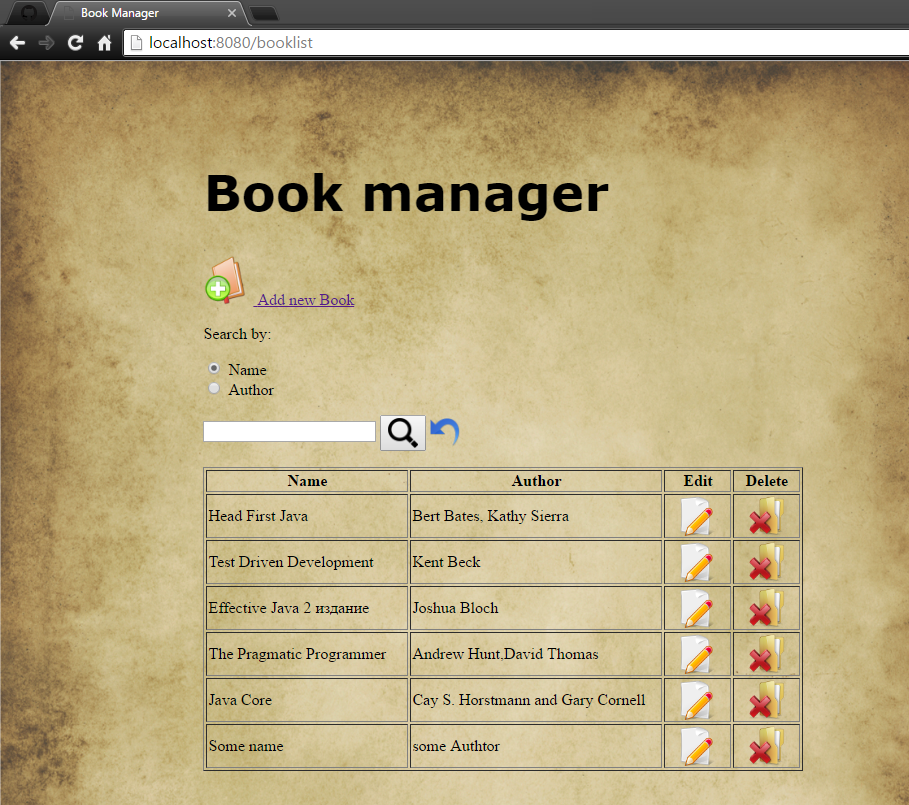 Book Manager
localhost:8080/booklist
Book manager
Add new Book
Search by:
Name
Author
Name Author Edit Delete
Head First Java Bert Bates, Kathy Sierra
Test Driven Development Kent Beck
Effective Java 2 издание Joshua Bloch
The Pragmatic Programmer Andrew Hunt,David Thomas
Java Core Cay S. Horstmann and Gary Cornell
Some name some Authtor